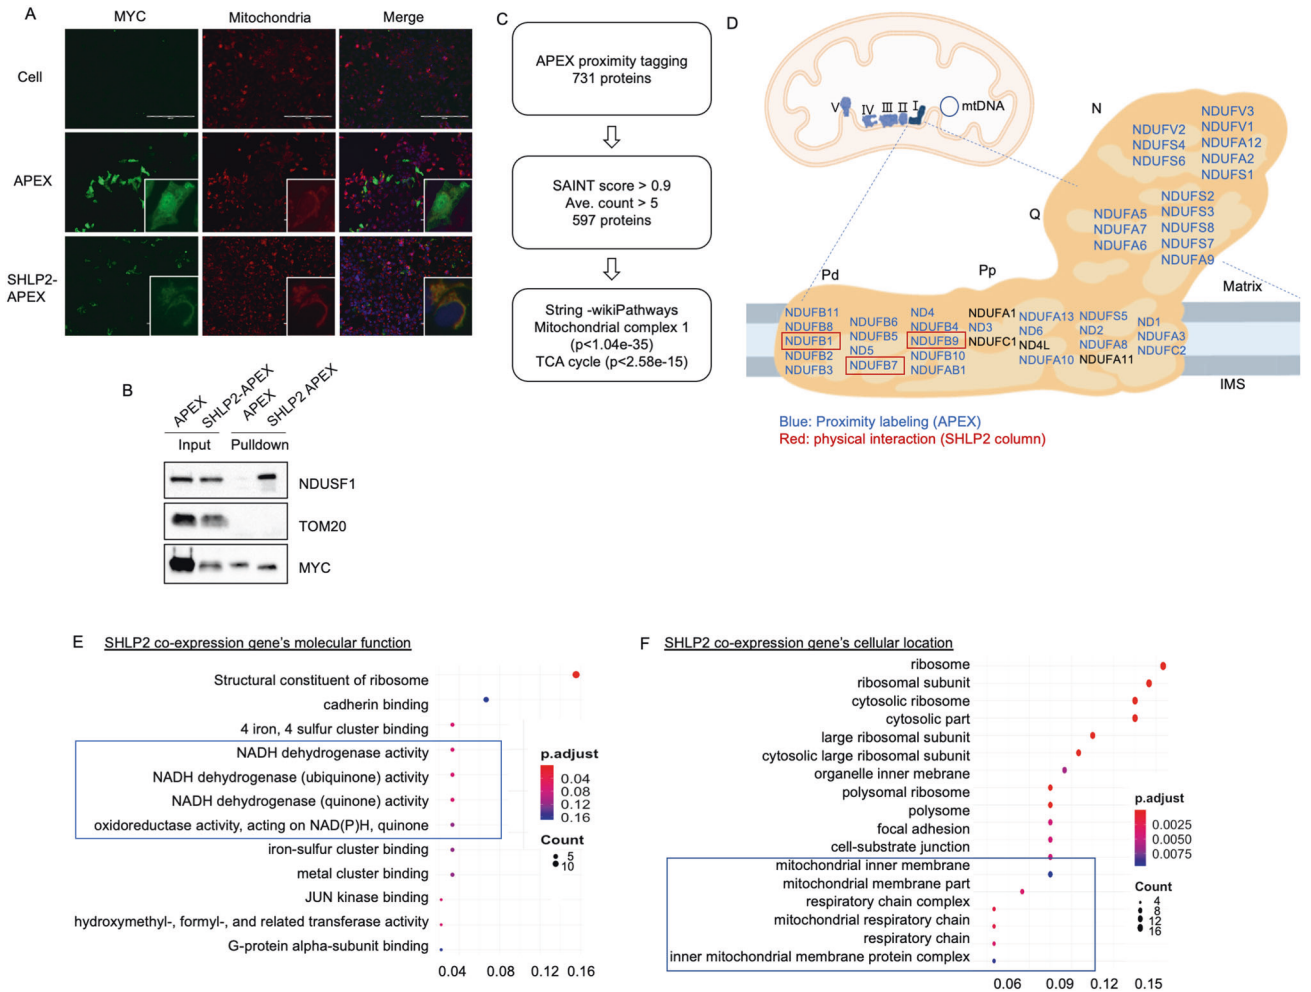 A
MYC
Mitochondria
Merge
Cell
APEX
SHLP2-
APEX
B
APEX
SHLP2-APEX
APEX
SHLP2 APEX
Input
Pulldown
NDUSF1
TOM20
MYC
C
APEX proximity tagging
731 proteins
SAINT score > 0.9
Ave. count > 5
597 proteins
String -wikiPathways
Mitochondrial complex 1
(p<1.04e-35)
TCA cycle (p<2.58e-15)
D
V
IV
III
II
I
mtDNA
N
NDUFV2
NDUFS4
NDUFS6
NDUFV3
NDUFV1
NDUFA12
NDUFA2
NDUFS1
Q
NDUFA5
NDUFA7
NDUFA6
NDUFS2
NDUFS3
NDUFS8
NDUFS7
NDUFA9
Pd
Pp
Matrix
IMS
NDUFB11
NDUFB8
NDUFB1
NDUFB2
NDUFB3
NDUFB6
NDUFB5
ND5
NDUFB7
ND4
NDUFB4
NDUFB9
NDUFB10
NDUFAB1
NDUFA1
ND3
NDUFC1
NDUFA13
ND6
ND4L
NDUFA10
NDUFS5
ND2
NDUFA8
NDUFA11
ND1
NDUFA3
NDUFC2
Blue: Proximity labeling (APEX)
Red: physical interaction (SHLP2 column)
E
SHLP2 co-expression gene's molecular function
Structural constituent of ribosome
cadherin binding
4 iron, 4 sulfur cluster binding
NADH dehydrogenase activity
NADH dehydrogenase (ubiquinone) activity
NADH dehydrogenase (quinone) activity
oxidoreductase activity, acting on NAD(P)H, quinone
iron-sulfur cluster binding
metal cluster binding
JUN kinase binding
hydroxymethyl-, formyl-, and related transferase activity
G-protein alpha-subunit binding
0.04 0.08 0.12 0.16
p.adjust
0.04
0.08
0.16
Count
5
10
F
SHLP2 co-expression gene's cellular location
ribosome
ribosomal subunit
cytosolic ribosome
cytosolic part
large ribosomal subunit
cytosolic large ribosomal subunit
organelle inner mebrane
polysomal ribosome
polysome
focal adhesion
cell-substrate junction
mitochondrial inner membrane
mitochondrial membrane part
respiratory chain complex
mitochondrial respiratory chain
respiratory chain
inner mitochondrial membrane protein complex
0.06 0.09 0.12 0.15
p.adjust
0.0025
0.0050
0.0075
Count
4
8
12
16